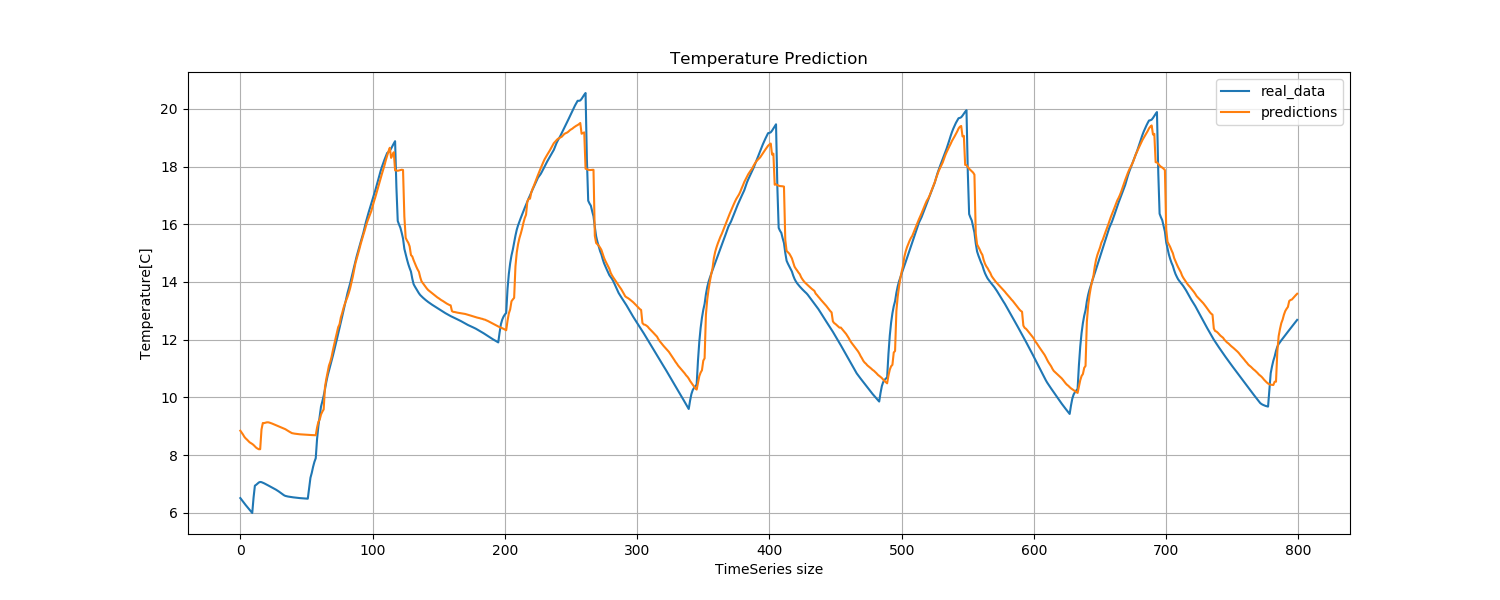 Temperature Prediction
real_data
predictions
Temperature[C]
20
18
16
14
12
10
8
6
0 100 200 300 400 500 600 700 800
TimeSeries size